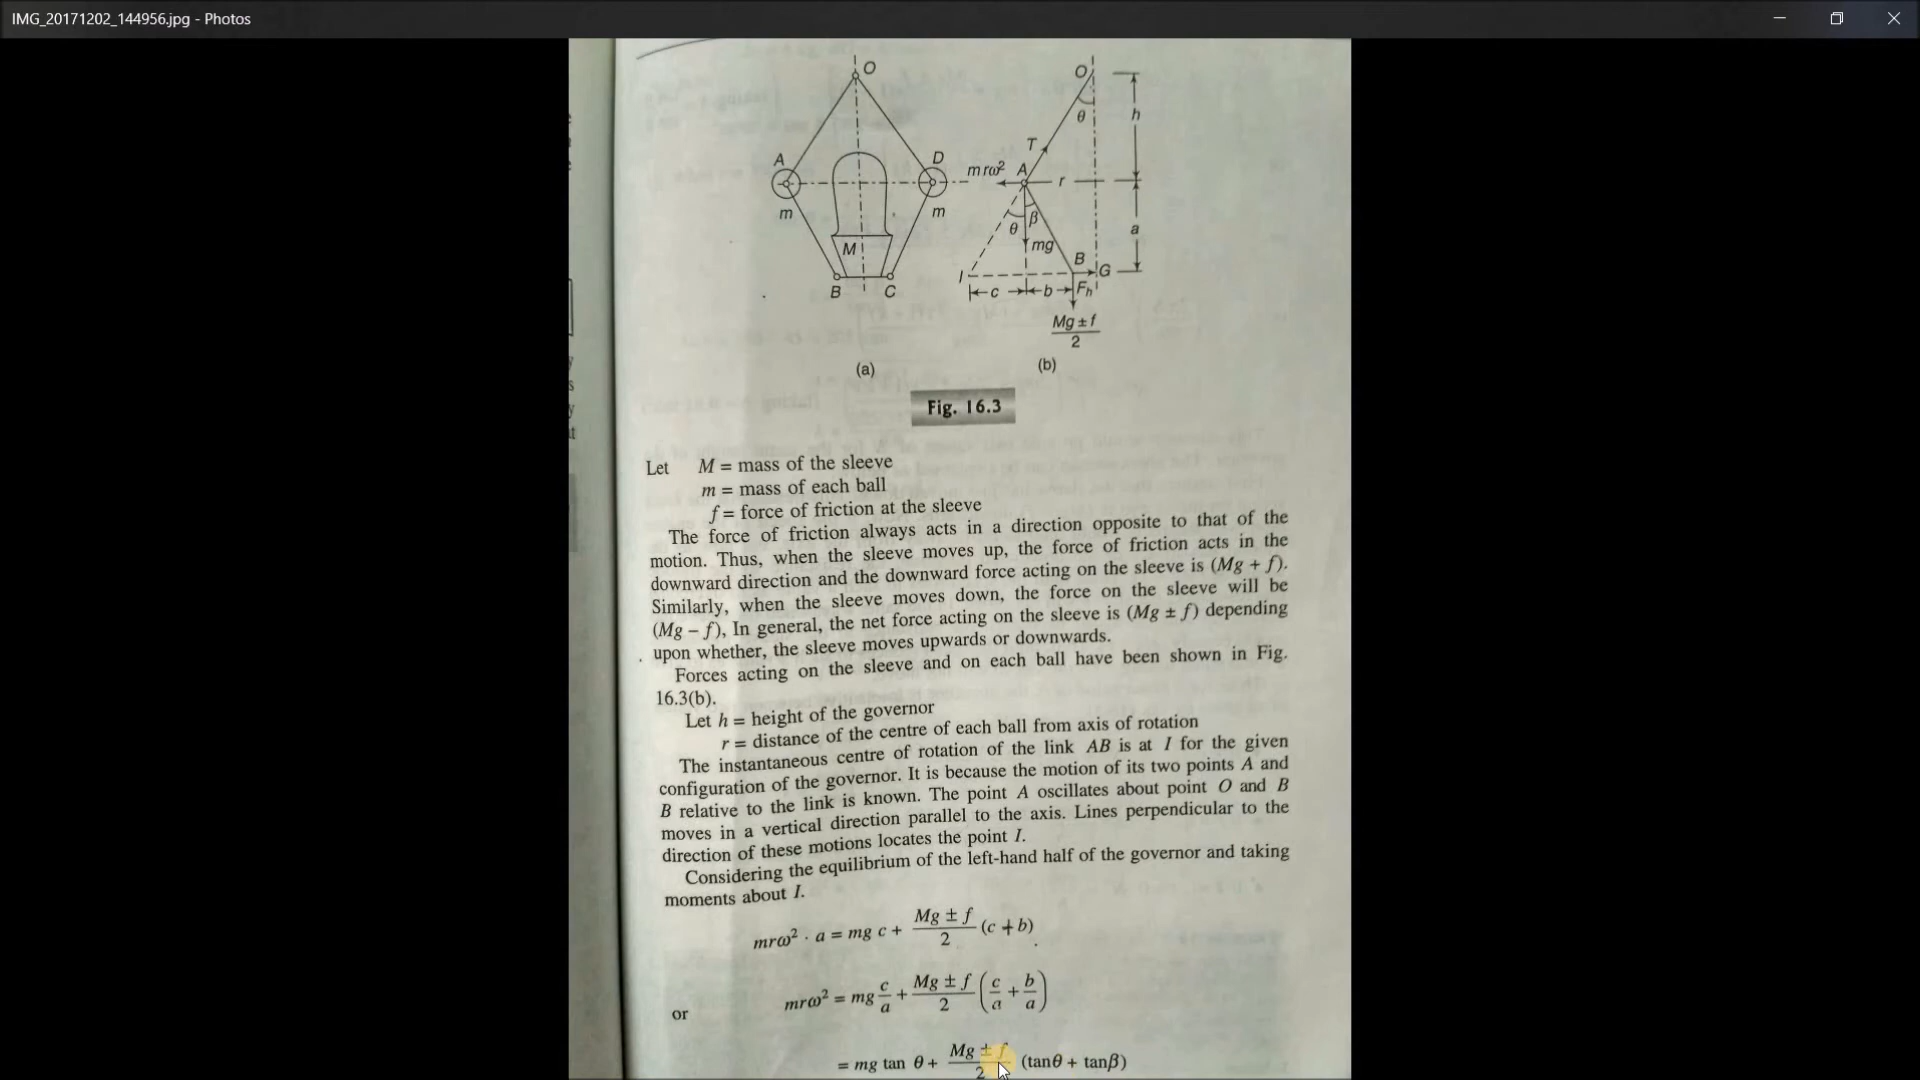 IMG_20171202_144956.jpg - Photos
O
A
D
m
m
M
B
C
(a)
O
θ
h
T
mrω² A
r
θ
β
a
mg
B
I
G
c
b
Fh
Mg ± f
2
(b)
Fig. 16.3
Let M = mass of the sleeve
m = mass of each ball
f = force of friction at the sleeve
The force of friction always acts in a direction opposite to that of the
motion. Thus, when the sleeve moves up, the force of friction acts in the
downward direction and the downward force acting on the sleeve is (Mg + f).
Similarly, when the sleeve moves down, the force on the sleeve will be
(Mg – f), In general, the net force acting on the sleeve is (Mg ± f) depending
upon whether, the sleeve moves upwards or downwards.
Forces acting on the sleeve and on each ball have been shown in Fig.
16.3(b).
Let h = height of the governor
r = distance of the centre of each ball from axis of rotation
The instantaneous centre of rotation of the link AB is at I for the given
configuration of the governor. It is because the motion of its two points A and
B relative to the link is known. The point A oscillates about point O and B
moves in a vertical direction parallel to the axis. Lines perpendicular to the
direction of these motions locates the point I.
Considering the equilibrium of the left-hand half of the governor and taking
moments about I.
mrω² · a = mg c + (Mg ± f)/2 (c + b)
or mrω² = mg c/a + (Mg ± f)/2 (c/a + b/a)
= mg tan θ + (Mg ± f)/2 (tanθ + tanβ)